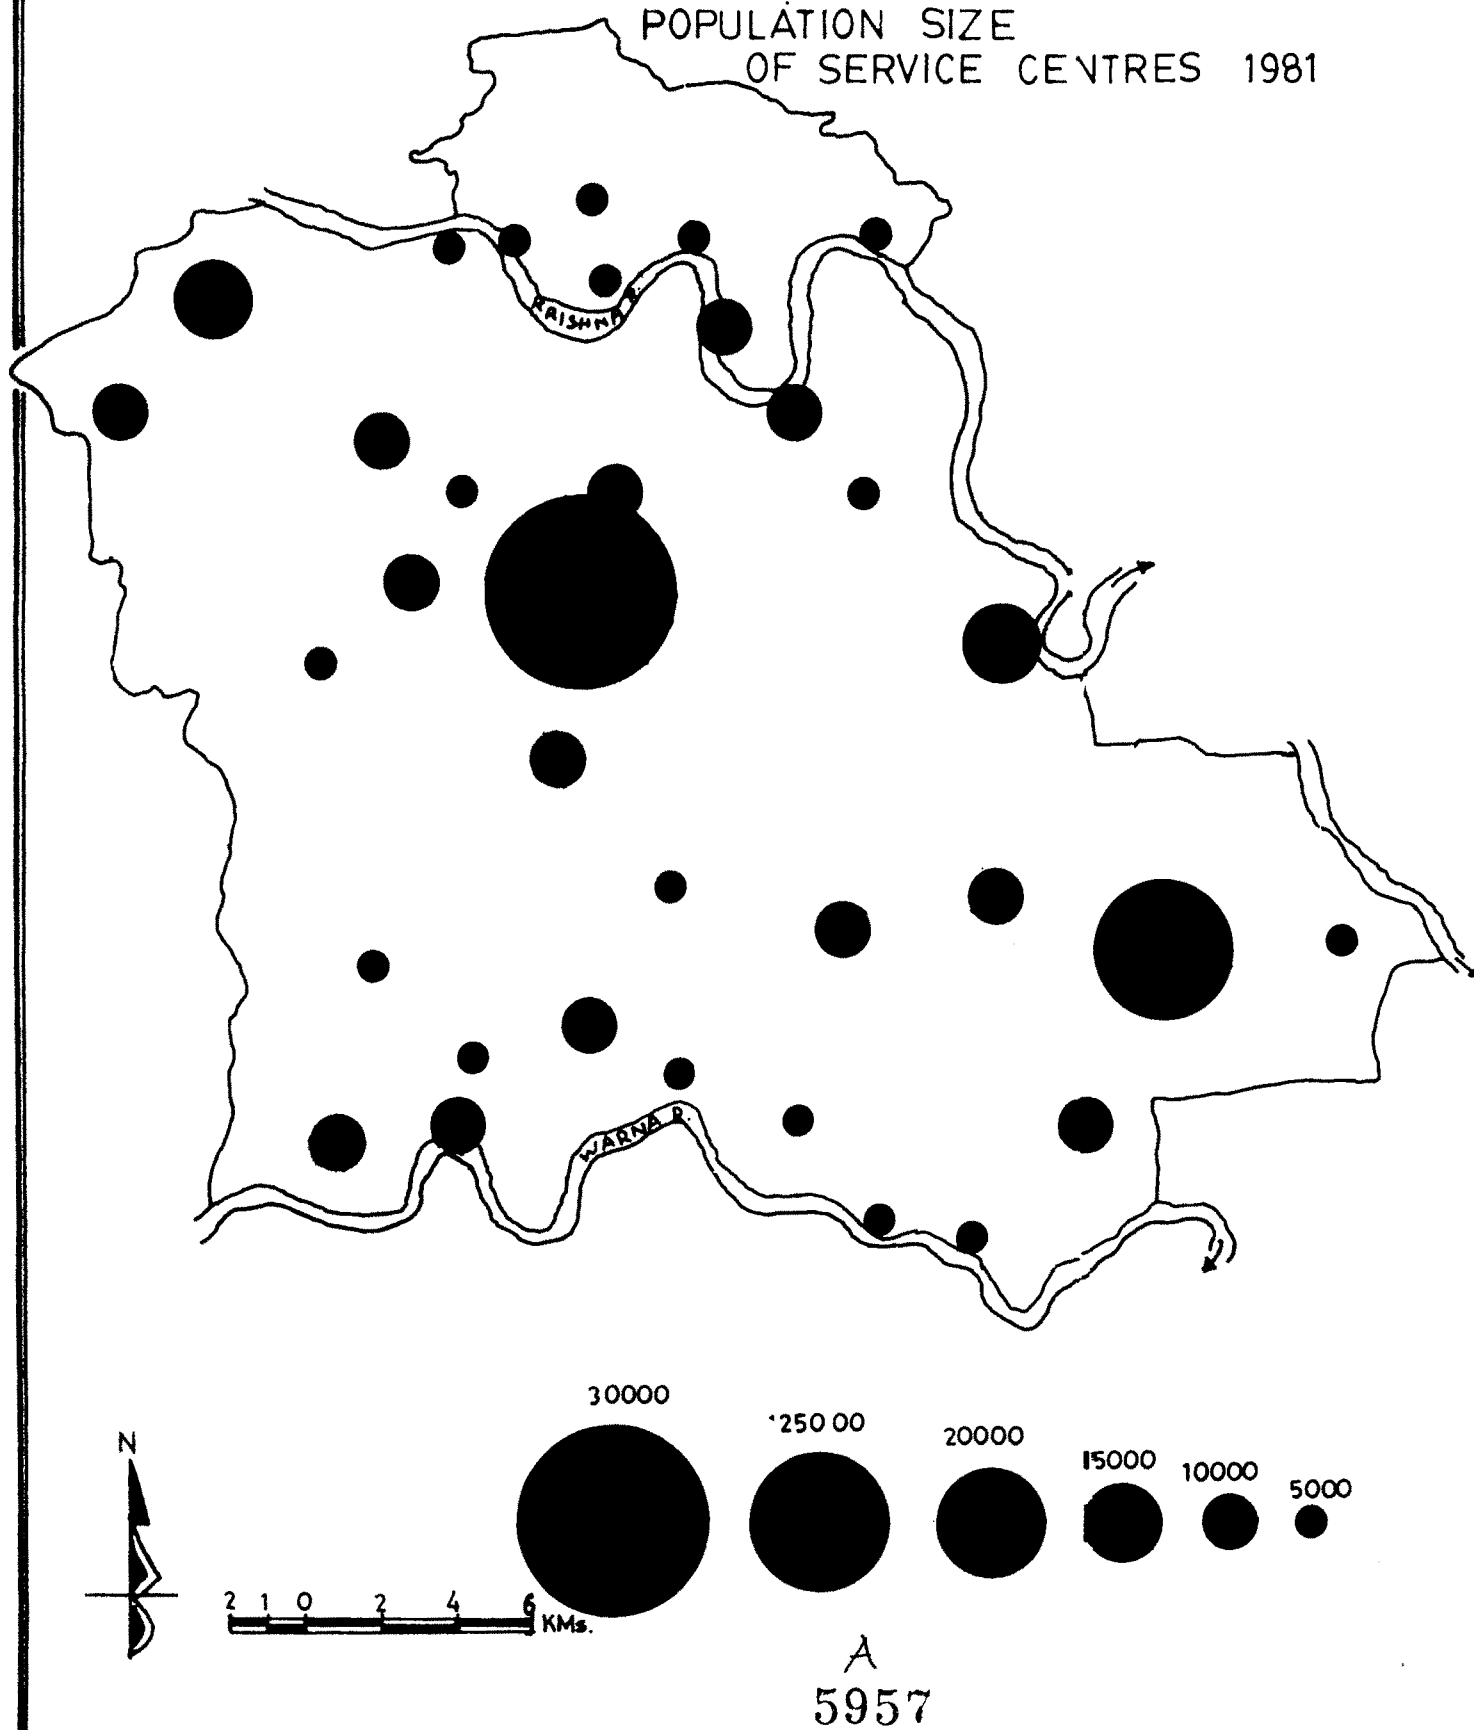 POPULATION SIZE
OF SERVICE CENTRES 1981
KRISHNA R.
WARNA R.
30000
25000
20000
15000
10000
5000
N
2 1 0 2 4 6
KMs.
A
5957